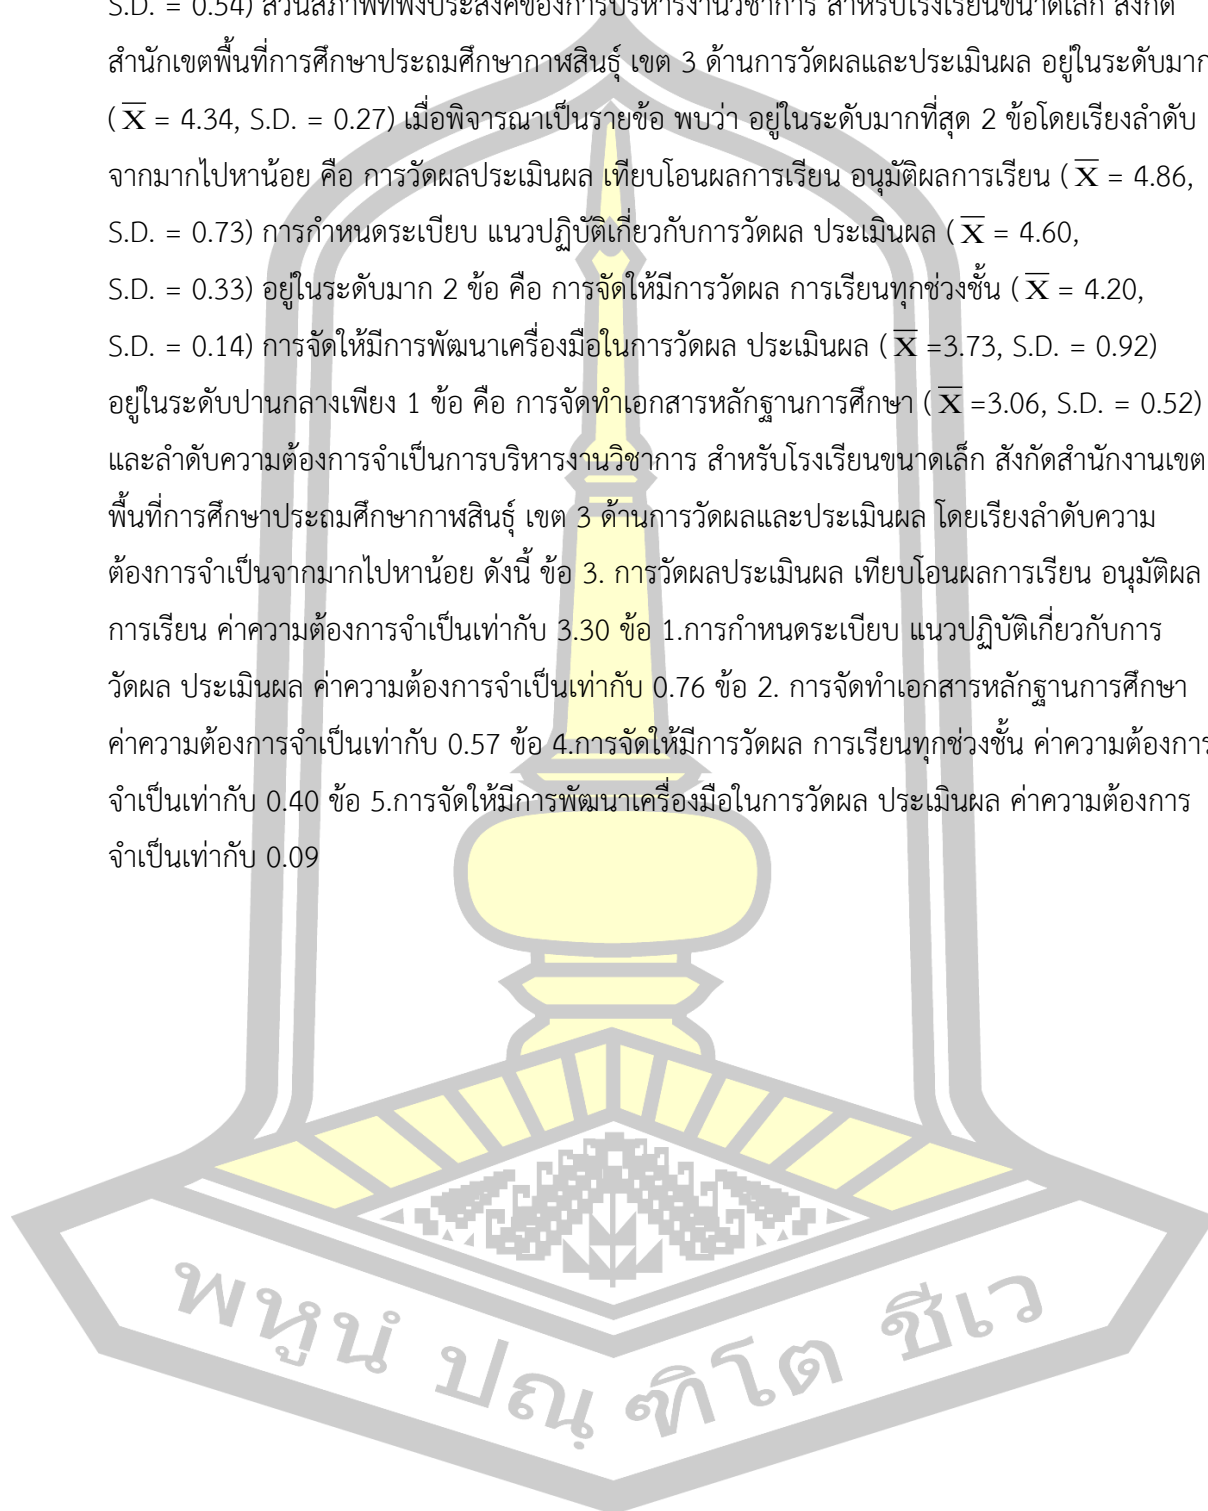 S.D. = 0.54) ส่วนสภาพที่พึงประสงค์ของการบริหารงานวิชาการ สำหรับโรงเรียนขนาดเล็ก สังกัด
สำนักเขตพื้นที่การศึกษาประถมศึกษากาฬสินธุ์ เขต 3 ด้านการวัดผลและประเมินผล อยู่ในระดับมาก
( X̅ = 4.34, S.D. = 0.27) เมื่อพิจารณาเป็นรายข้อ พบว่า อยู่ในระดับมากที่สุด 2 ข้อโดยเรียงลำดับ
จากมากไปหาน้อย คือ การวัดผลประเมินผล เทียบโอนผลการเรียน อนุมัติผลการเรียน ( X̅ = 4.86,
S.D. = 0.73) การกำหนดระเบียบ แนวปฏิบัติเกี่ยวกับการวัดผล ประเมินผล ( X̅ = 4.60,
S.D. = 0.33) อยู่ในระดับมาก 2 ข้อ คือ การจัดให้มีการวัดผล การเรียนทุกช่วงชั้น ( X̅ = 4.20,
S.D. = 0.14) การจัดให้มีการพัฒนาเครื่องมือในการวัดผล ประเมินผล ( X̅ =3.73, S.D. = 0.92)
อยู่ในระดับปานกลางเพียง 1 ข้อ คือ การจัดทำเอกสารหลักฐานการศึกษา ( X̅ =3.06, S.D. = 0.52)
และลำดับความต้องการจำเป็นการบริหารงานวิชาการ สำหรับโรงเรียนขนาดเล็ก สังกัดสำนักงานเขต
พื้นที่การศึกษาประถมศึกษากาฬสินธุ์ เขต 3 ด้านการวัดผลและประเมินผล โดยเรียงลำดับความ
ต้องการจำเป็นจากมากไปหาน้อย ดังนี้ ข้อ 3. การวัดผลประเมินผล เทียบโอนผลการเรียน อนุมัติผล
การเรียน ค่าความต้องการจำเป็นเท่ากับ 3.30 ข้อ 1.การกำหนดระเบียบ แนวปฏิบัติเกี่ยวกับการ
วัดผล ประเมินผล ค่าความต้องการจำเป็นเท่ากับ 0.76 ข้อ 2. การจัดทำเอกสารหลักฐานการศึกษา
ค่าความต้องการจำเป็นเท่ากับ 0.57 ข้อ 4.การจัดให้มีการวัดผล การเรียนทุกช่วงชั้น ค่าความต้องการ
จำเป็นเท่ากับ 0.40 ข้อ 5.การจัดให้มีการพัฒนาเครื่องมือในการวัดผล ประเมินผล ค่าความต้องการ
จำเป็นเท่ากับ 0.09
พหูนํ ปณฺฑิโต ชีเว